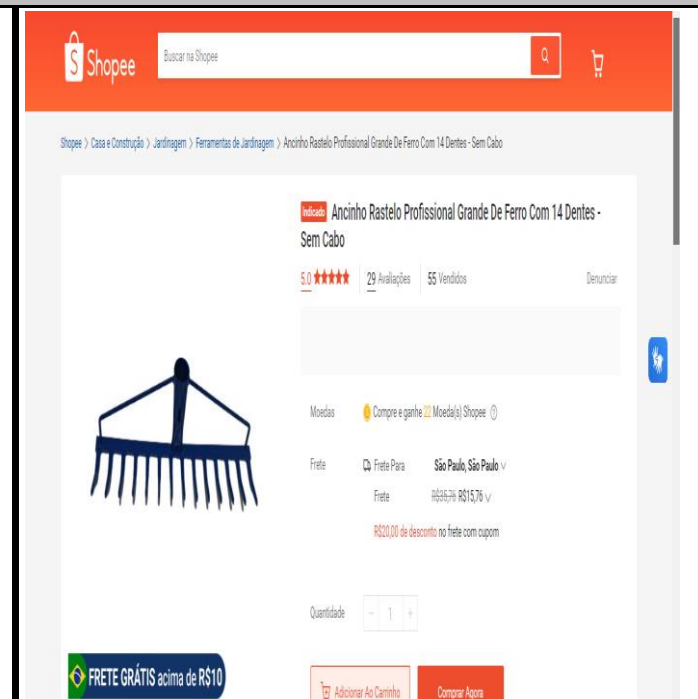 Shopee
Buscar na Shopee
Shopee > Casa e Construção > Jardinagem > Ferramentas de Jardinagem > Ancinho Rastelo Profissional Grande De Ferro Com 14 Dentes - Sem Cabo
Indicado Ancinho Rastelo Profissional Grande De Ferro Com 14 Dentes -
Sem Cabo
5.0 29 Avaliações 55 Vendidos Denunciar
Moedas Compre e ganhe 22 Moeda(s) Shopee
Frete Frete Para São Paulo, São Paulo
Frete R$35,76 R$15,76
R$20,00 de desconto no frete com cupom
Quantidade - 1 +
FRETE GRÁTIS acima de R$10
Adicionar Ao Carrinho Comprar Agora